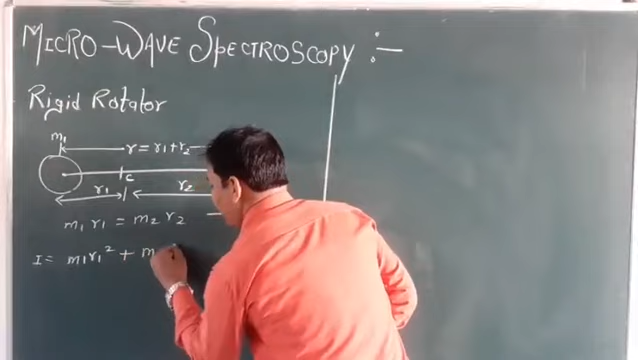 MICRO-WAVE SPECTROSCOPY :-
Rigid Rotator
m₁
r = r₁ + r₂
C
r₁
r₂
m₁ r₁ = m₂ r₂
I = m₁r₁² + m